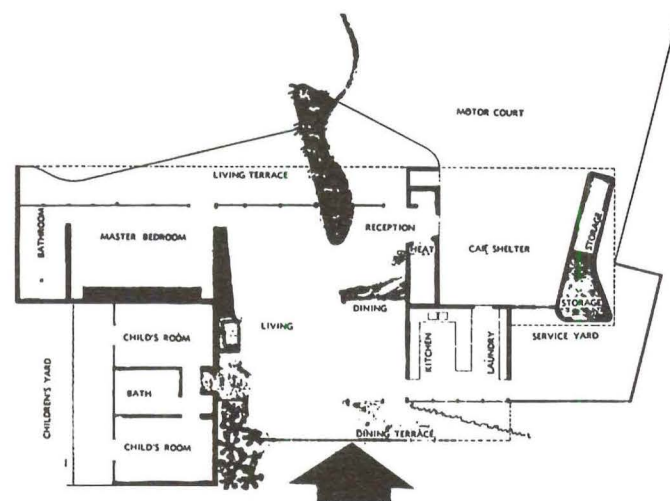 MOTOR COURT
LIVING TERRACE
RECEPTION
BATHROOM
MASTER BEDROOM
HEAT
CAR SHELTER
STORAGE
STORAGE
DINING
LIVING
CHILD'S ROOM
KITCHEN
LAUNDRY
SERVICE YARD
CHILDREN'S YARD
BATH
DINING TERRACE
CHILD'S ROOM